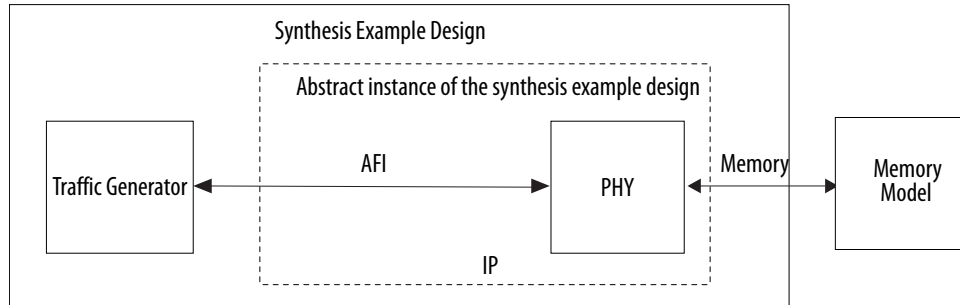 Synthesis Example Design
Abstract instance of the synthesis example design
Traffic Generator
AFI
PHY
Memory
Memory
Model
IP